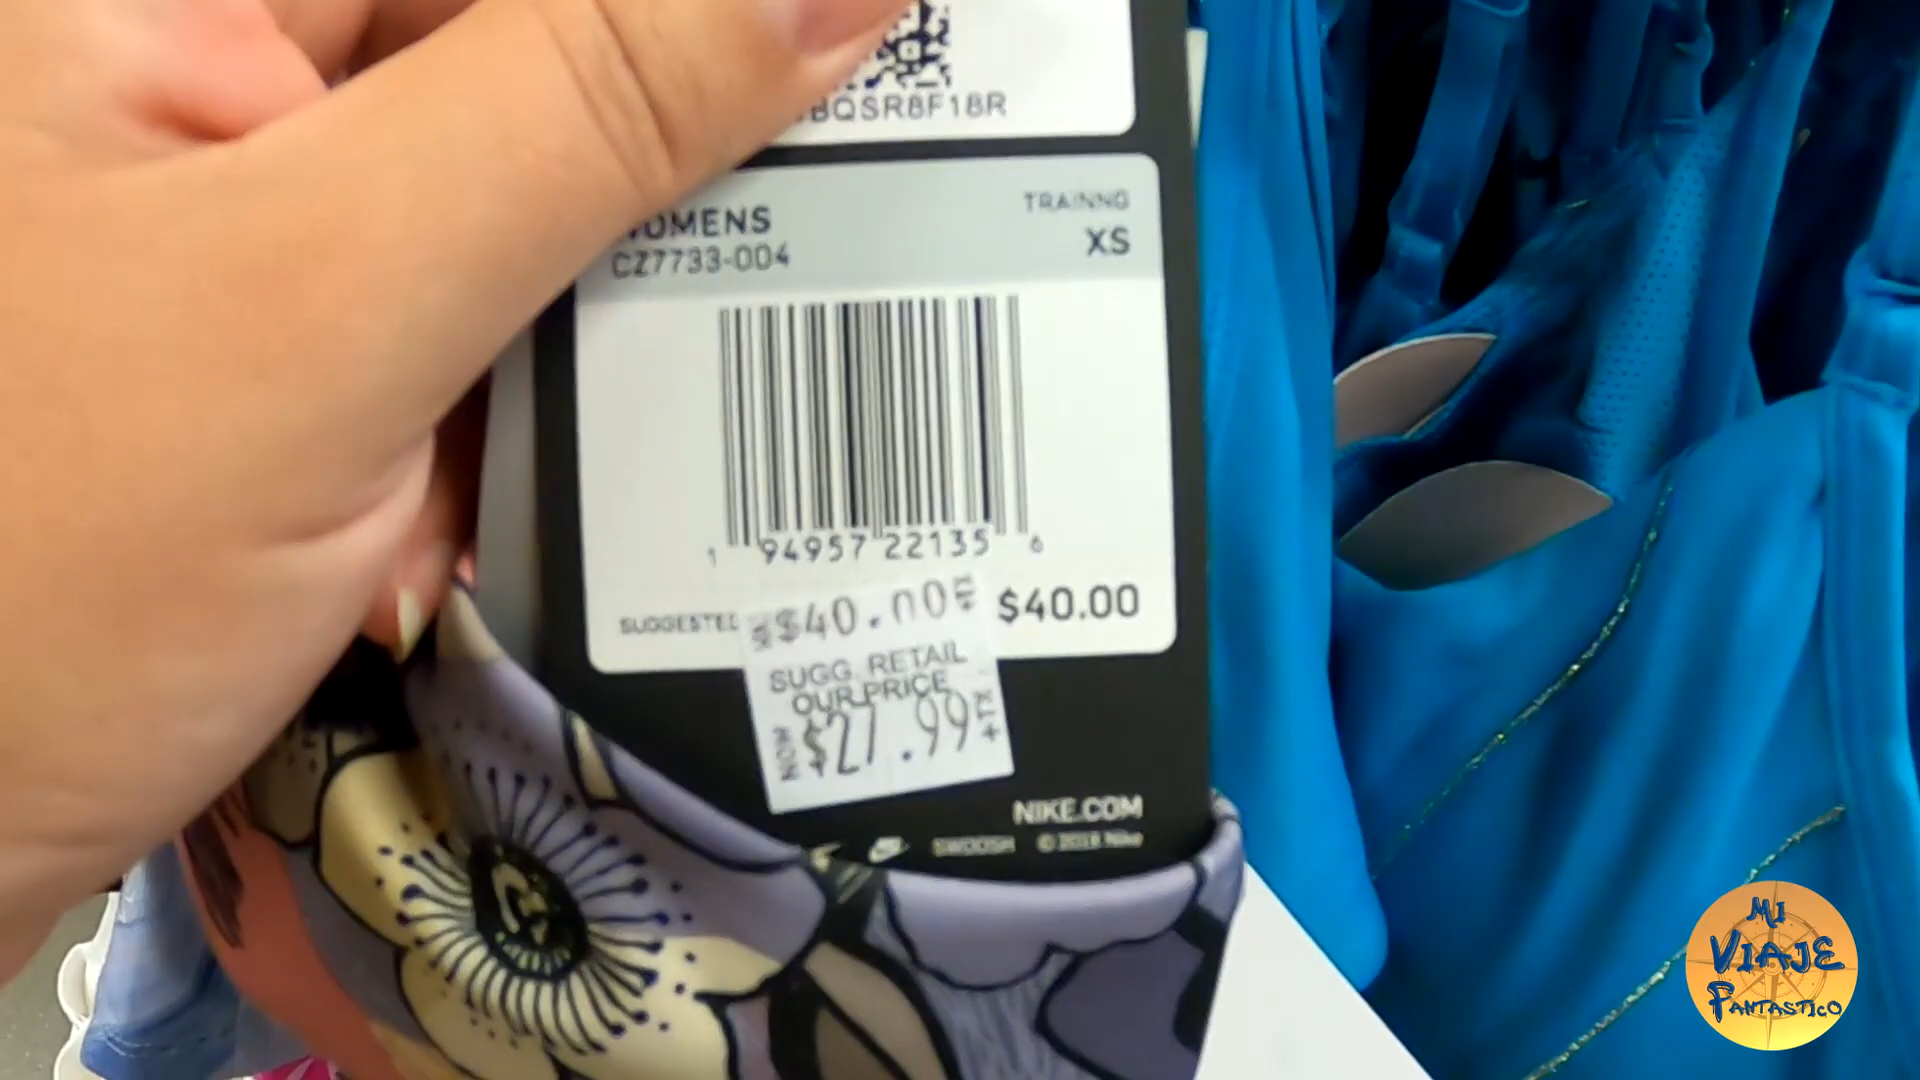 BQSR8F18R
WOMENS
TRAINNG
CZ7733-004
XS
1 94957 22135 6
SUGGESTED
$40.00
$40.00
SUGG. RETAIL
OUR PRICE
NOW $27.99
NIKE.COM
SWOOSH © 2018 Nike
MI
VIAJE
FANTASTICO